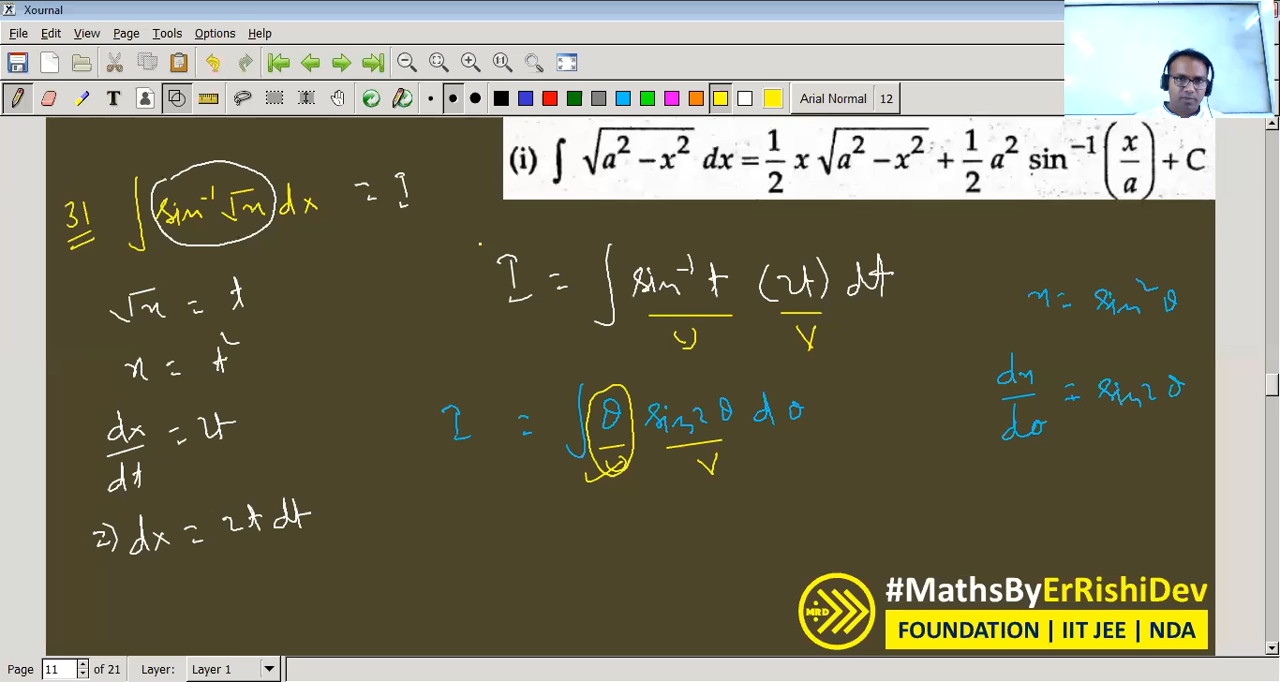 Xournal
File Edit View Page Tools Options Help
Arial Normal 12
(i) ∫ √(a² − x²) dx = 1/2 x √(a² − x²) + 1/2 a² sin⁻¹(x/a) + C
31 ∫ sin⁻¹ √x dx = I
√x = t
x = t²
dx/dt = 2t
⇒) dx = 2t dt
I = ∫ sin⁻¹ t (2t) dt
U V
I = ∫ θ sin2θ dθ
U V
x = sin²θ
dx/dθ = sin2θ
MRD
#MathsByErRishiDev
FOUNDATION | IIT JEE | NDA
Page 11 of 21 Layer: Layer 1